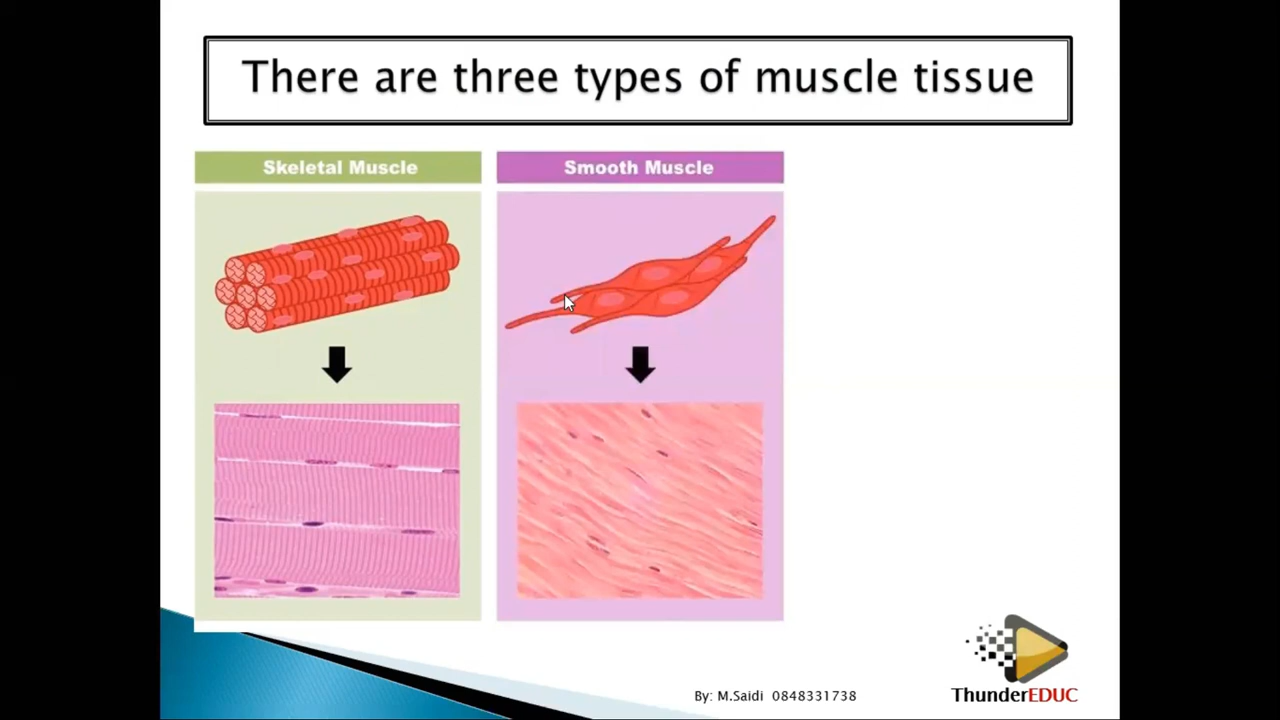 There are three types of muscle tissue
Skeletal Muscle
Smooth Muscle
By: M.Saidi 0848331738
ThunderEDUC